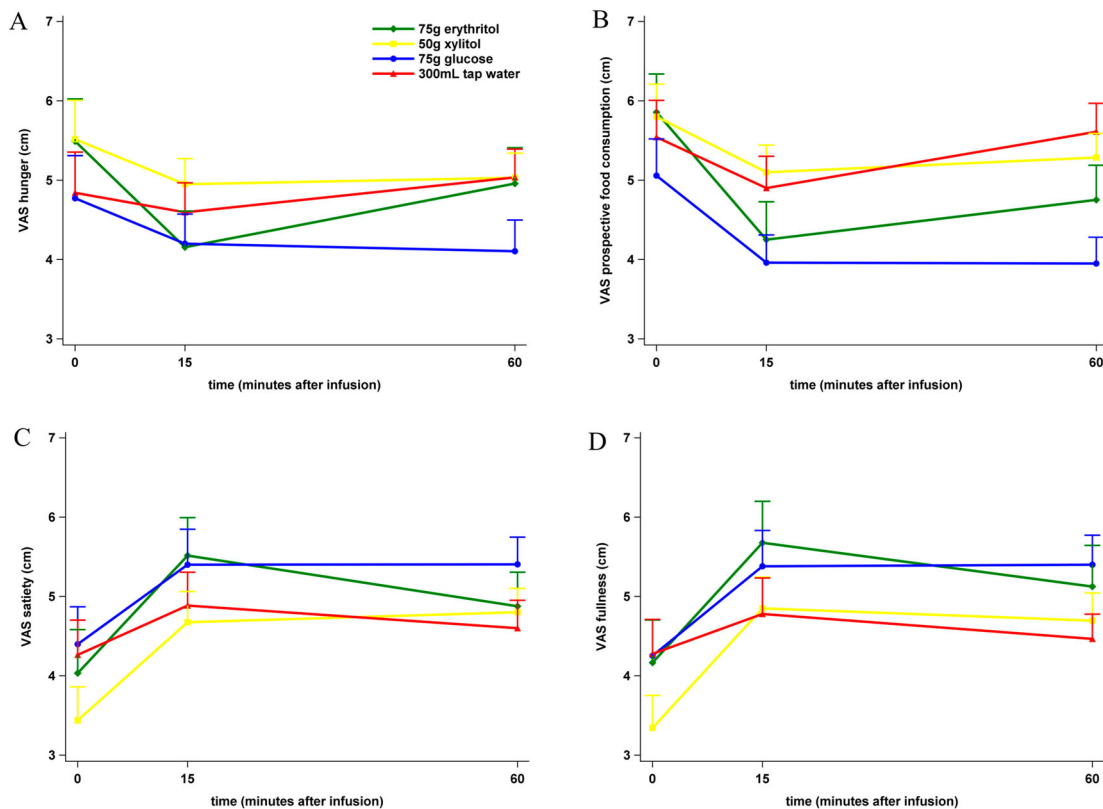 A
VAS hunger (cm)
7
6
5
4
3
0
15
60
time (minutes after infusion)
75g erythritol
50g xylitol
75g glucose
300mL tap water
B
VAS prospective food consumption (cm)
7
6
5
4
3
0
15
60
time (minutes after infusion)
C
VAS satiety (cm)
7
6
5
4
3
0
15
60
time (minutes after infusion)
D
VAS fullness (cm)
7
6
5
4
3
0
15
60
time (minutes after infusion)